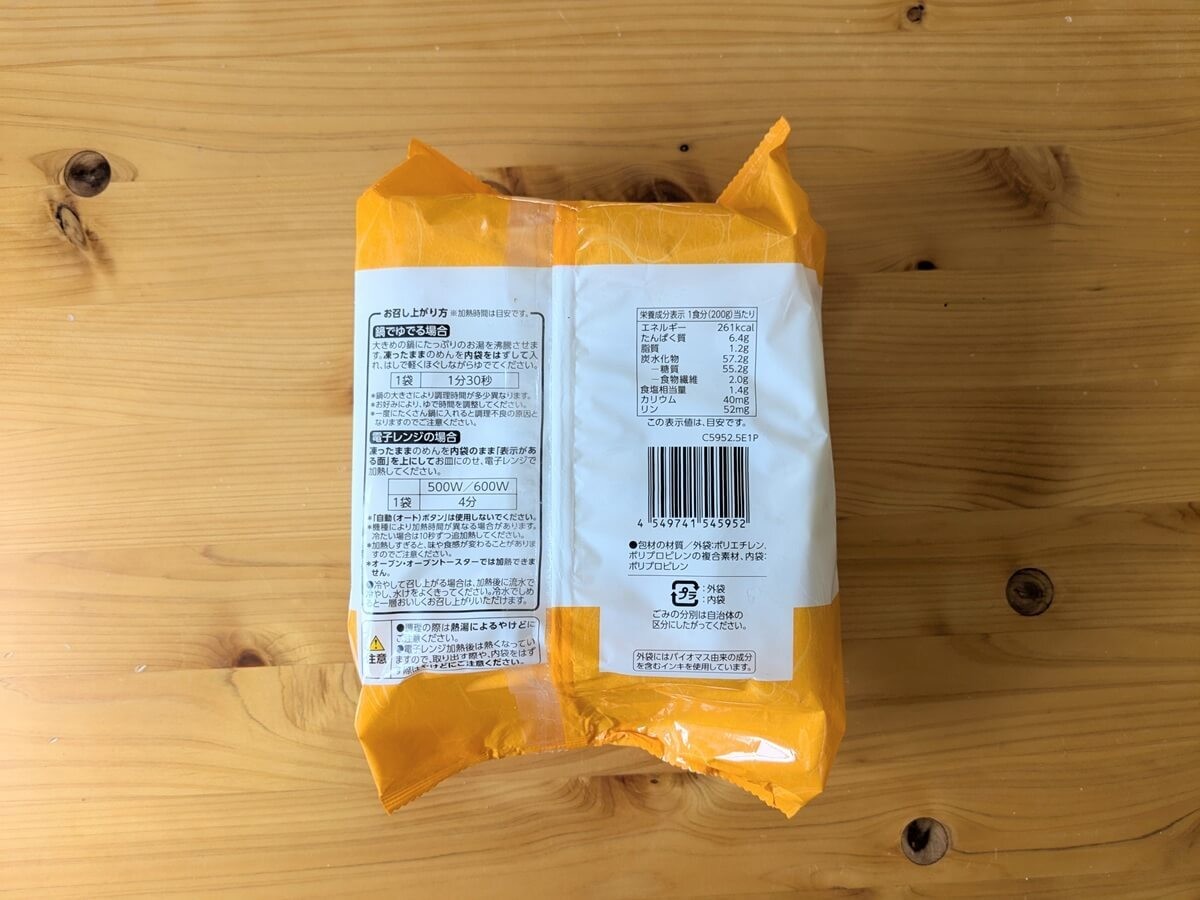 お召し上がり方 ※加熱時間は目安です。
鍋でゆでる場合
大きめの鍋にたっぷりのお湯を沸騰させま
す。凍ったままのめんを内袋をはずして入
れ、はしで軽くほぐしながらゆでてください。
1袋 1分30秒
*鍋の大きさにより調理時間が多少異なります。
*お好みにより、ゆで時間を調整してください。
*一度にたくさん鍋に入れると調理不良の原因と
なりますのでご注意ください。
電子レンジの場合
凍ったままのめんを内袋のまま「表示があ
る面」を上にしてお皿にのせ、電子レンジで
加熱してください。
500W/600W
1袋 4分
*「自動(オート)ボタン」は使用しないでください。
*機種により加熱時間が異なる場合があります。
冷たい場合は10秒ずつ追加熱してください。
*加熱しすぎると、味や食感が変わることがありま
すのでご注意ください。
*オーブン・オーブントースターでは加熱できま
せん。
●冷やして召し上がる場合は、加熱後に流水で
冷やし、水けをよくきってください。冷水でしめ
ると一層おいしくお召し上がりいただけます。
注意
●調理の際は熱湯によるやけどに
ご注意ください。
●電子レンジ加熱後は熱くなってい
ますので、取り出す際や、内袋をはず
す際はやけどにご注意ください。
栄養成分表示 1食分(200g)当たり
エネルギー 261kcal
たんぱく質 6.4g
脂質 1.2g
炭水化物 57.2g
－糖質 55.2g
－食物繊維 2.0g
食塩相当量 1.4g
カリウム 40mg
リン 52mg
この表示値は、目安です。
C5952.5E1P
4 549741 545952
●包材の材質/外袋:ポリエチレン、
ポリプロピレンの複合素材、内袋:
ポリプロピレン
プラ :外袋
:内袋
ごみの分別は自治体の
区分にしたがってください。
外袋にはバイオマス由来の成分
を含むインキを使用しています。